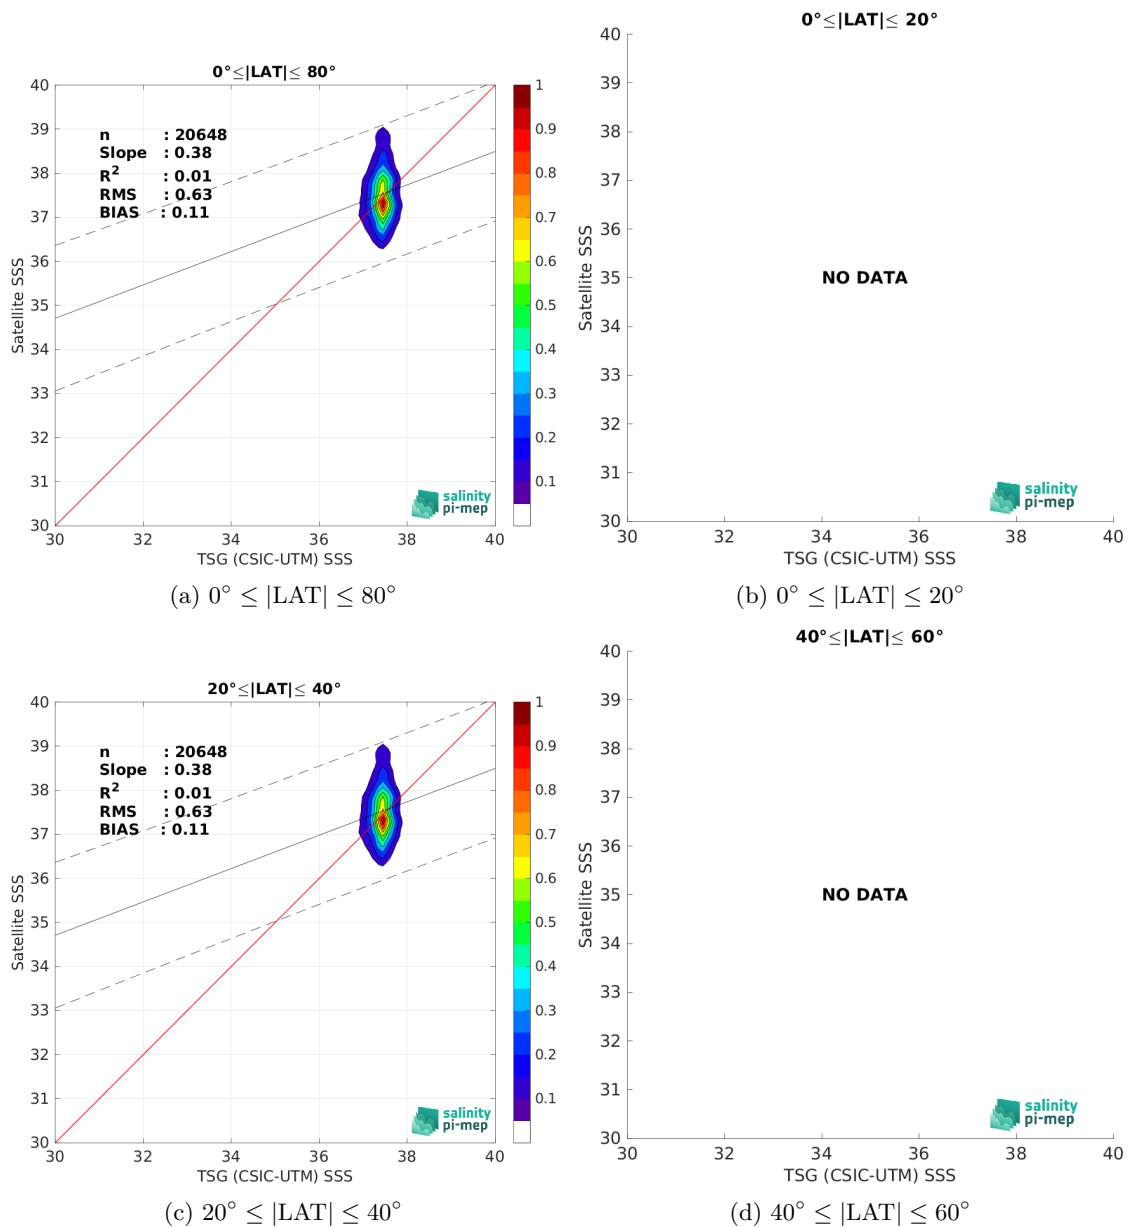 0°≤|LAT|≤ 80°
40
39
38
37
36
35
34
33
32
31
30
Satellite SSS
n : 20648
Slope : 0.38
R2 : 0.01
RMS : 0.63
BIAS : 0.11
1
0.9
0.8
0.7
0.6
0.5
0.4
0.3
0.2
0.1
salinity
pi-mep
30 32 34 36 38 40
TSG (CSIC-UTM) SSS
(a) 0° ≤ |LAT| ≤ 80°
0°≤|LAT|≤ 20°
40
39
38
37
36
35
34
33
32
31
30
Satellite SSS
NO DATA
salinity
pi-mep
30 32 34 36 38 40
TSG (CSIC-UTM) SSS
(b) 0° ≤ |LAT| ≤ 20°
20°≤|LAT|≤ 40°
40
39
38
37
36
35
34
33
32
31
30
Satellite SSS
n : 20648
Slope : 0.38
R2 : 0.01
RMS : 0.63
BIAS : 0.11
1
0.9
0.8
0.7
0.6
0.5
0.4
0.3
0.2
0.1
salinity
pi-mep
30 32 34 36 38 40
TSG (CSIC-UTM) SSS
(c) 20° ≤ |LAT| ≤ 40°
40°≤|LAT|≤ 60°
40
39
38
37
36
35
34
33
32
31
30
Satellite SSS
NO DATA
salinity
pi-mep
30 32 34 36 38 40
TSG (CSIC-UTM) SSS
(d) 40° ≤ |LAT| ≤ 60°